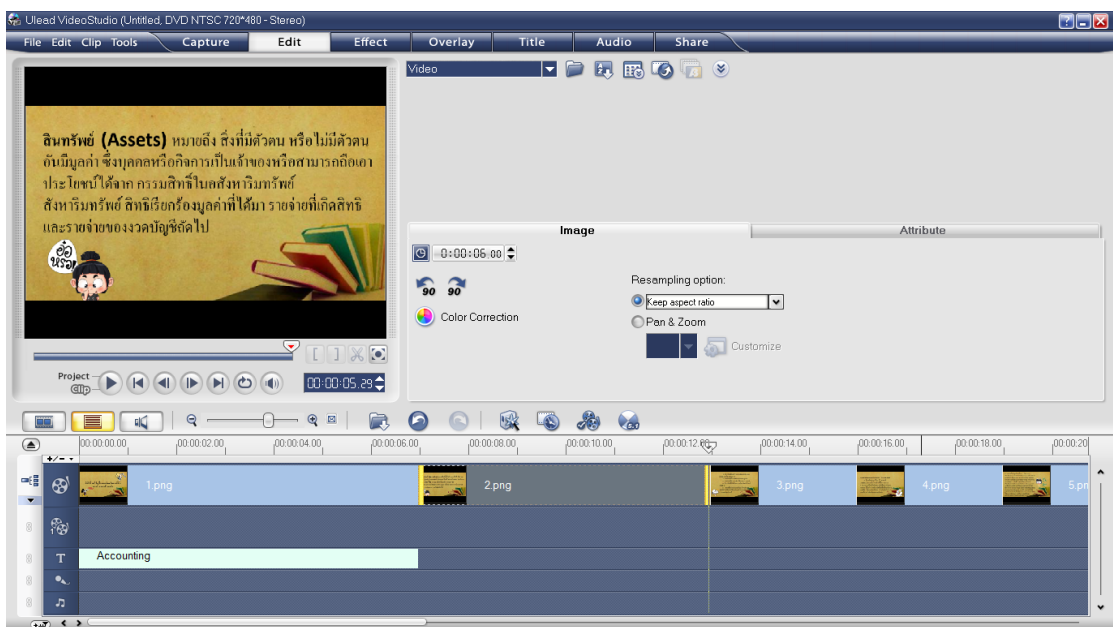 Ulead VideoStudio (Untitled, DVD NTSC 720*480 - Stereo)
File Edit Clip Tools Capture Edit Effect Overlay Title Audio Share
Video
สินทรัพย์ (Assets) หมายถึง สิ่งที่มีตัวตน หรือไม่มีตัวตน
อันมีมูลค่า ซึ่งบุคคลหรือกิจการเป็นเจ้าของหรือสามารถถือเอา
ประโยชน์ได้จาก กรรมสิทธิ์ในอสังหาริมทรัพย์
สังหาริมทรัพย์ สิทธิเรียกร้องมูลค่าที่ได้มา รายจ่ายที่เกิดสิทธิ
และรายจ่ายของงวดบัญชีถัดไป
อ๋อ
หรอ
Image Attribute
0:00:06.00
90 90
Color Correction
Resampling option:
Keep aspect ratio
Pan & Zoom
Customize
Project
00:00:05.29
00:00:00.00 00:00:02.00 00:00:04.00 00:00:06.00 00:00:08.00 00:00:10.00 00:00:12.00 00:00:14.00 00:00:16.00 00:00:18.00 00:00:20
1.png 2.png 3.png 4.png 5.pn
T Accounting